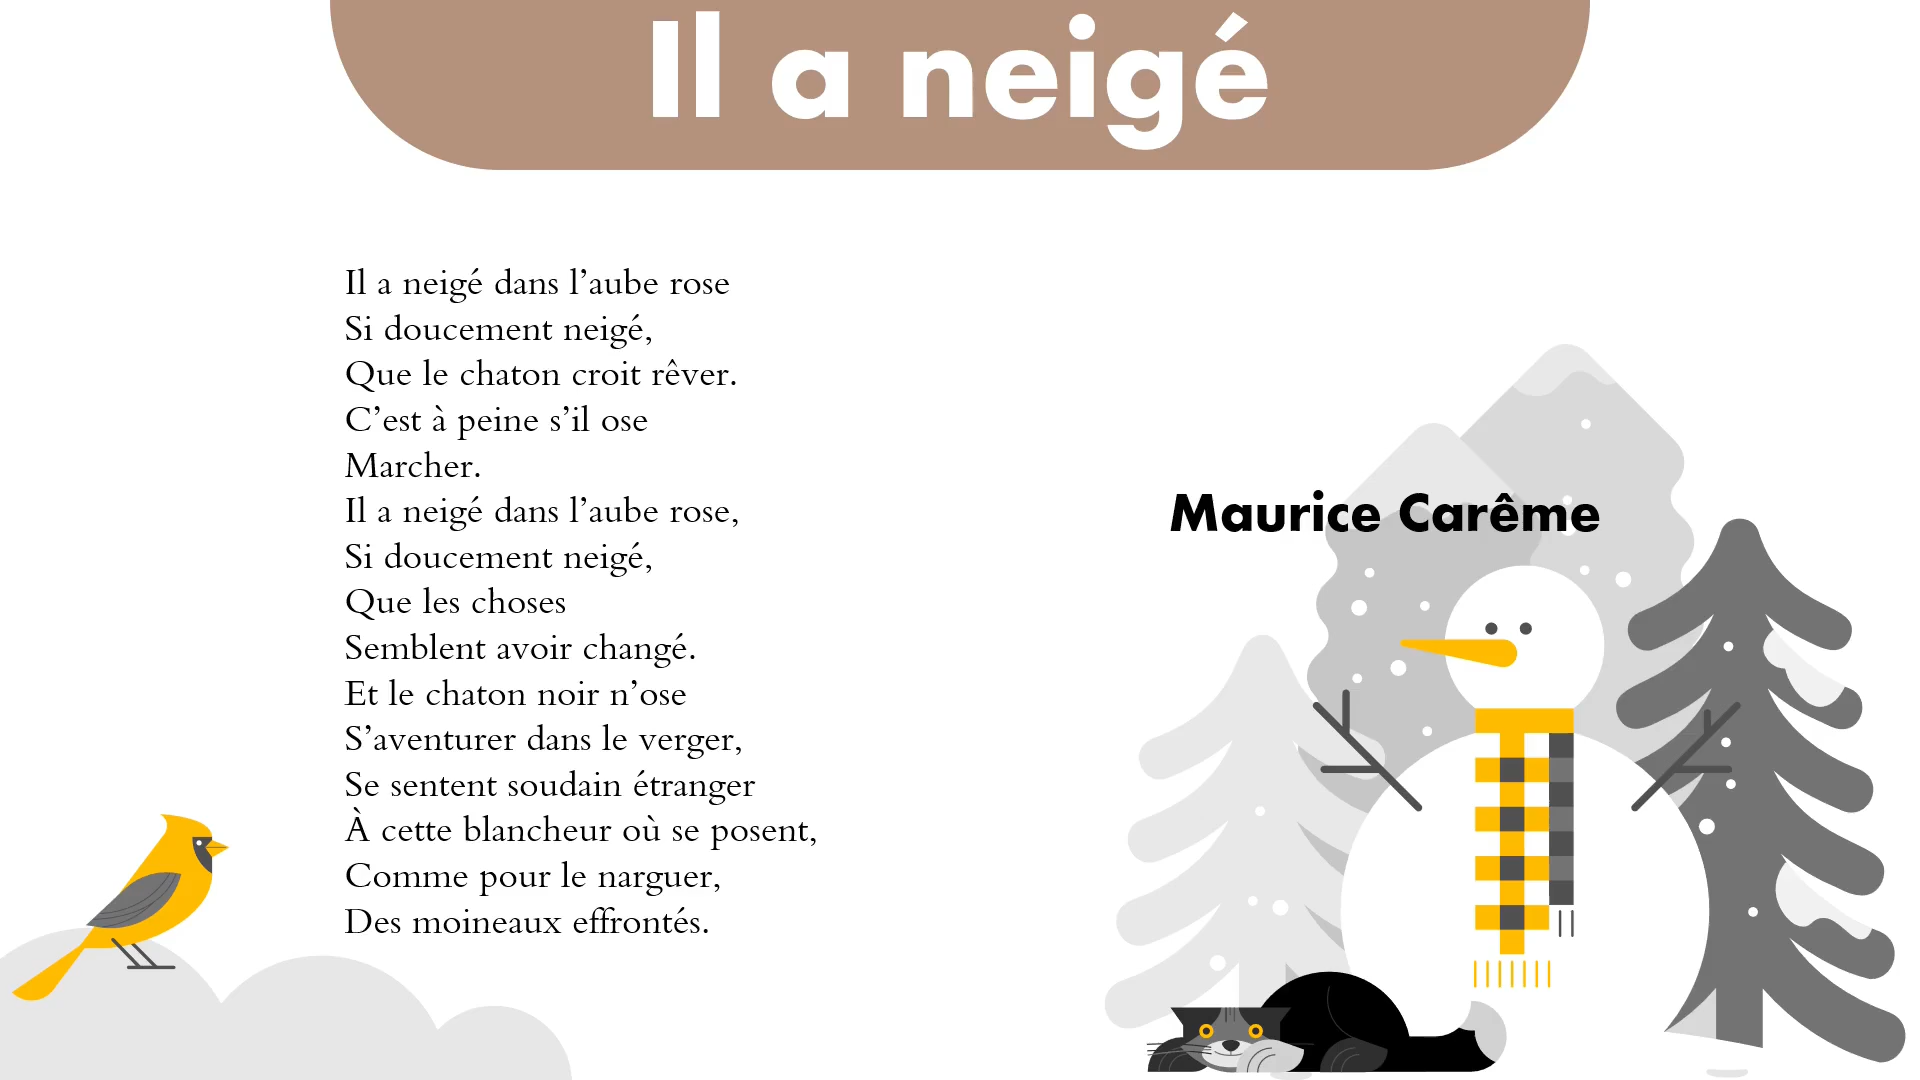 Il a neigé
Il a neigé dans l’aube rose
Si doucement neigé,
Que le chaton croit rêver.
C’est à peine s’il ose
Marcher.
Il a neigé dans l’aube rose,
Si doucement neigé,
Que les choses
Semblent avoir changé.
Et le chaton noir n’ose
S’aventurer dans le verger,
Se sentent soudain étranger
À cette blancheur où se posent,
Comme pour le narguer,
Des moineaux effrontés.
Maurice Carême